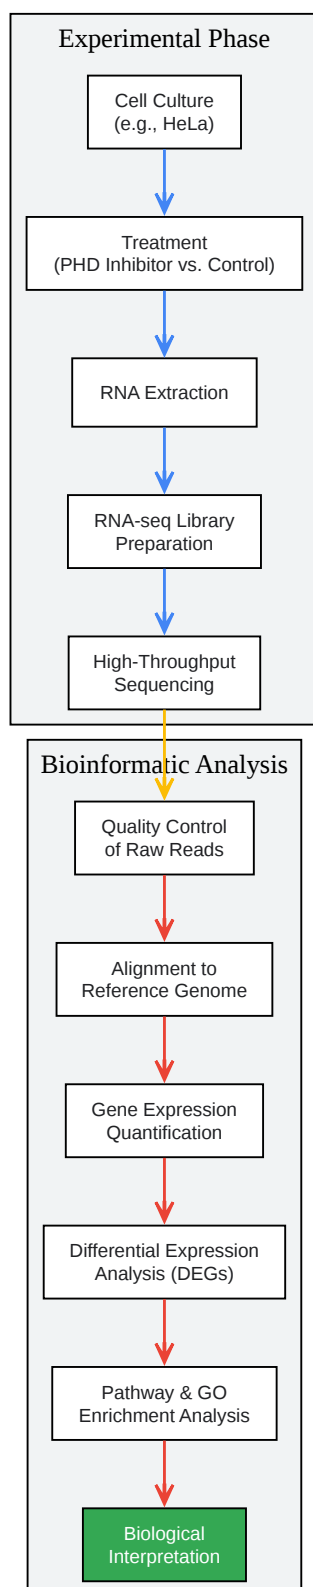 Experimental Phase
Cell Culture
(e.g., HeLa)
Treatment
(PHD Inhibitor vs. Control)
RNA Extraction
RNA-seq Library
Preparation
High-Throughput
Sequencing
Bioinformatic Analysis
Quality Control
of Raw Reads
Alignment to
Reference Genome
Gene Expression
Quantification
Differential Expression
Analysis (DEGs)
Pathway & GO
Enrichment Analysis
Biological
Interpretation